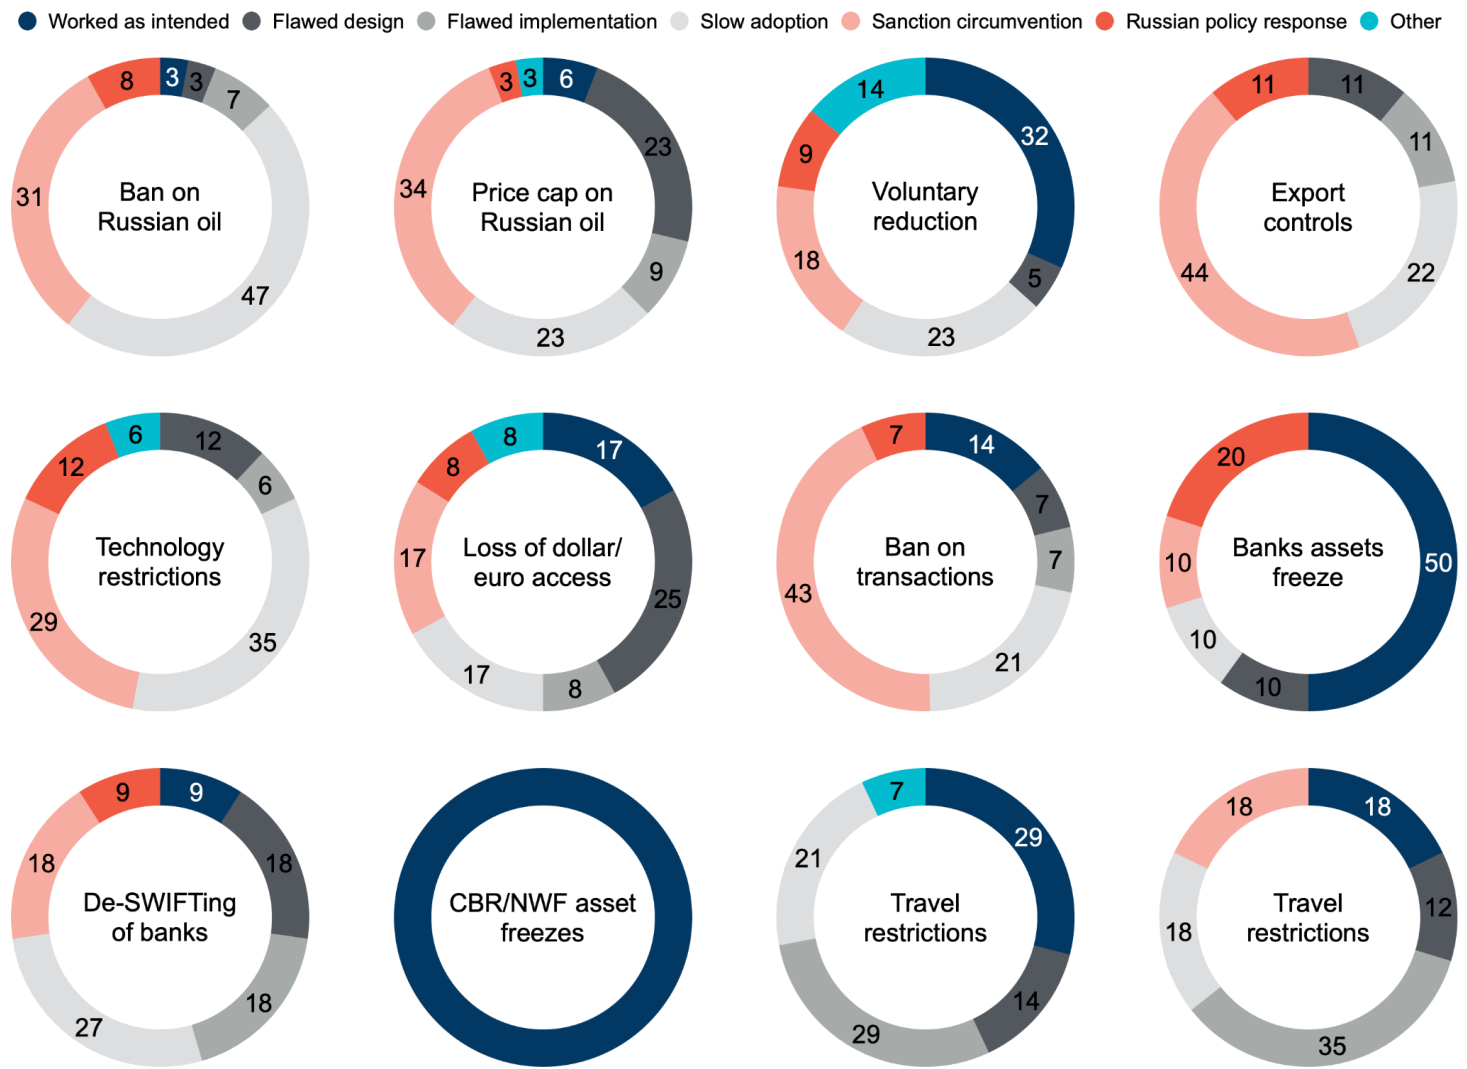 Worked as intended Flawed design Flawed implementation Slow adoption Sanction circumvention Russian policy response Other
3
3
7
47
31
8
Ban on
Russian oil
6
23
9
23
34
3
3
Price cap on
Russian oil
32
5
23
18
9
14
Voluntary
reduction
11
11
22
44
11
Export
controls
12
6
35
29
12
6
Technology
restrictions
17
25
8
17
17
8
8
Loss of dollar/
euro access
14
7
7
21
43
7
Ban on
transactions
50
10
10
10
20
Banks assets
freeze
9
18
18
27
18
9
De-SWIFTing
of banks
CBR/NWF asset
freezes
29
14
29
21
7
Travel
restrictions
18
12
35
18
18
Travel
restrictions